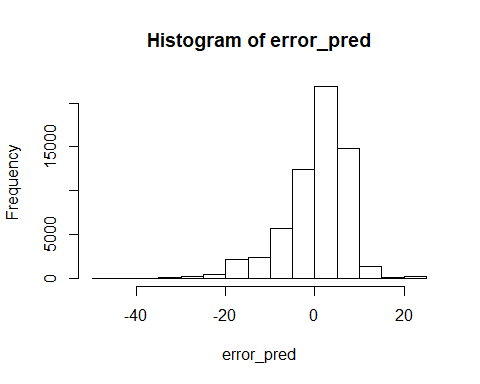 Histogram of error_pred
Frequency
15000
5000
0
-40 -20 0 20
error_pred